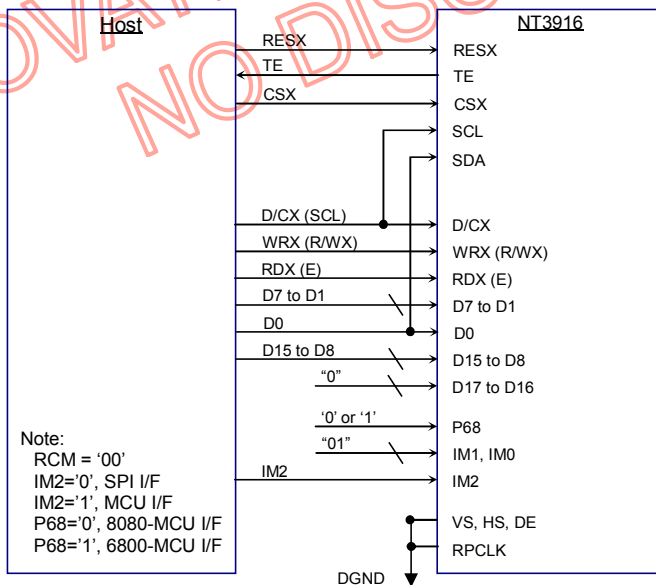 Host
NT3916
RESX
RESX
TE
TE
CSX
CSX
SCL
SDA
D/CX (SCL)
D/CX
WRX (R/WX)
WRX (R/WX)
RDX (E)
RDX (E)
D7 to D1
D7 to D1
D0
D0
D15 to D8
D15 to D8
"0"
D17 to D16
'0' or '1'
P68
"01"
IM1, IM0
IM2
IM2
Note:
RCM = '00'
IM2='0', SPI I/F
IM2='1', MCU I/F
P68='0', 8080-MCU I/F
P68='1', 6800-MCU I/F
VS, HS, DE
RPCLK
DGND
NO DISC